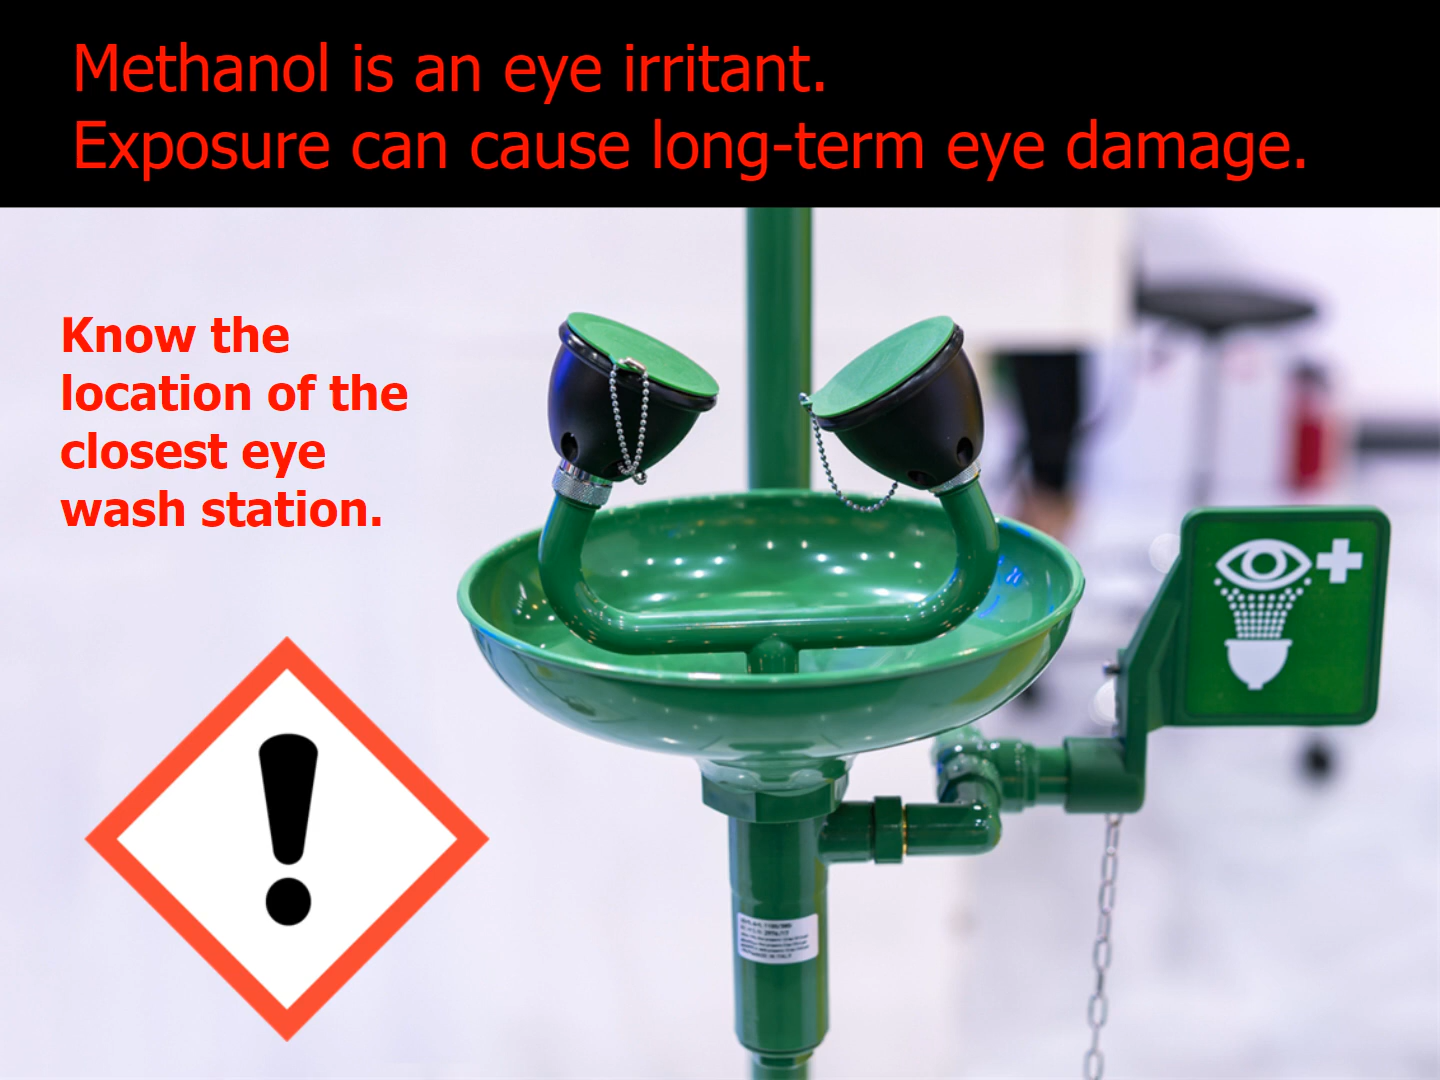 Methanol is an eye irritant.
Exposure can cause long-term eye damage.
Know the
location of the
closest eye
wash station.